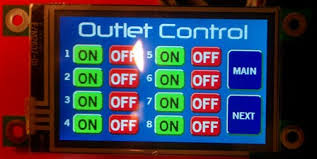 Outlet Control
1 ON OFF 5 ON OFF
2 ON OFF 6 ON OFF MAIN
3 ON OFF 7 ON OFF
4 ON OFF 8 ON OFF NEXT